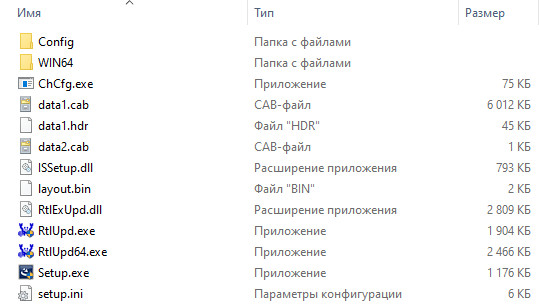 Имя Тип Размер
Config Папка с файлами
WIN64 Папка с файлами
ChCfg.exe Приложение 75 КБ
data1.cab CAB-файл 6 012 КБ
data1.hdr Файл "HDR" 45 КБ
data2.cab CAB-файл 1 КБ
ISSetup.dll Расширение приложения 793 КБ
layout.bin Файл "BIN" 2 КБ
RtlExUpd.dll Расширение приложения 2 809 КБ
RtlUpd.exe Приложение 1 904 КБ
RtlUpd64.exe Приложение 2 466 КБ
Setup.exe Приложение 1 176 КБ
setup.ini Параметры конфигурации 6 КБ